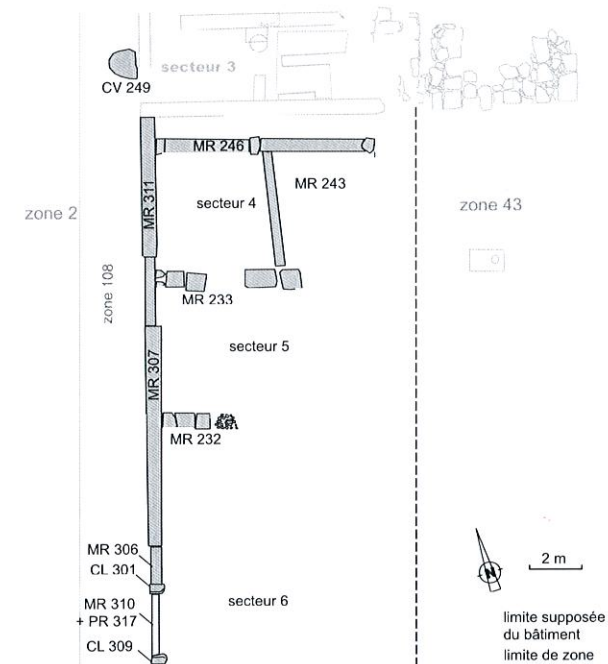 secteur 3
CV 249
MR 246
MR 243
MR 311
secteur 4
zone 2
zone 43
zone 108
MR 233
secteur 5
MR 307
MR 232
MR 306
CL 301
MR 310
+ PR 317
CL 309
secteur 6
N
2 m
limite supposée
du bâtiment
limite de zone